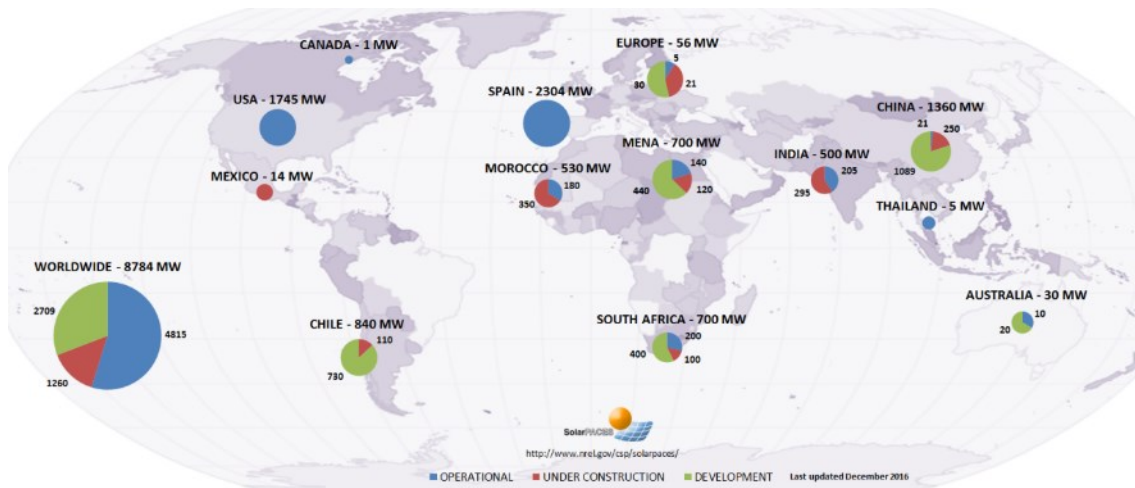 CANADA - 1 MW
EUROPE - 56 MW
5
80
21
USA - 1745 MW
SPAIN - 2304 MW
CHINA - 1360 MW
21
250
1089
MENA - 700 MW
140
440
120
INDIA - 500 MW
205
295
MOROCCO - 530 MW
180
350
MEXICO - 14 MW
THAILAND - 5 MW
WORLDWIDE - 8784 MW
2709
4815
1260
AUSTRALIA - 30 MW
10
20
CHILE - 840 MW
110
730
SOUTH AFRICA - 700 MW
200
400
100
SolarPACES
http://www.nrel.gov/csp/solarpaces/
OPERATIONAL UNDER CONSTRUCTION DEVELOPMENT Last updated December 2016